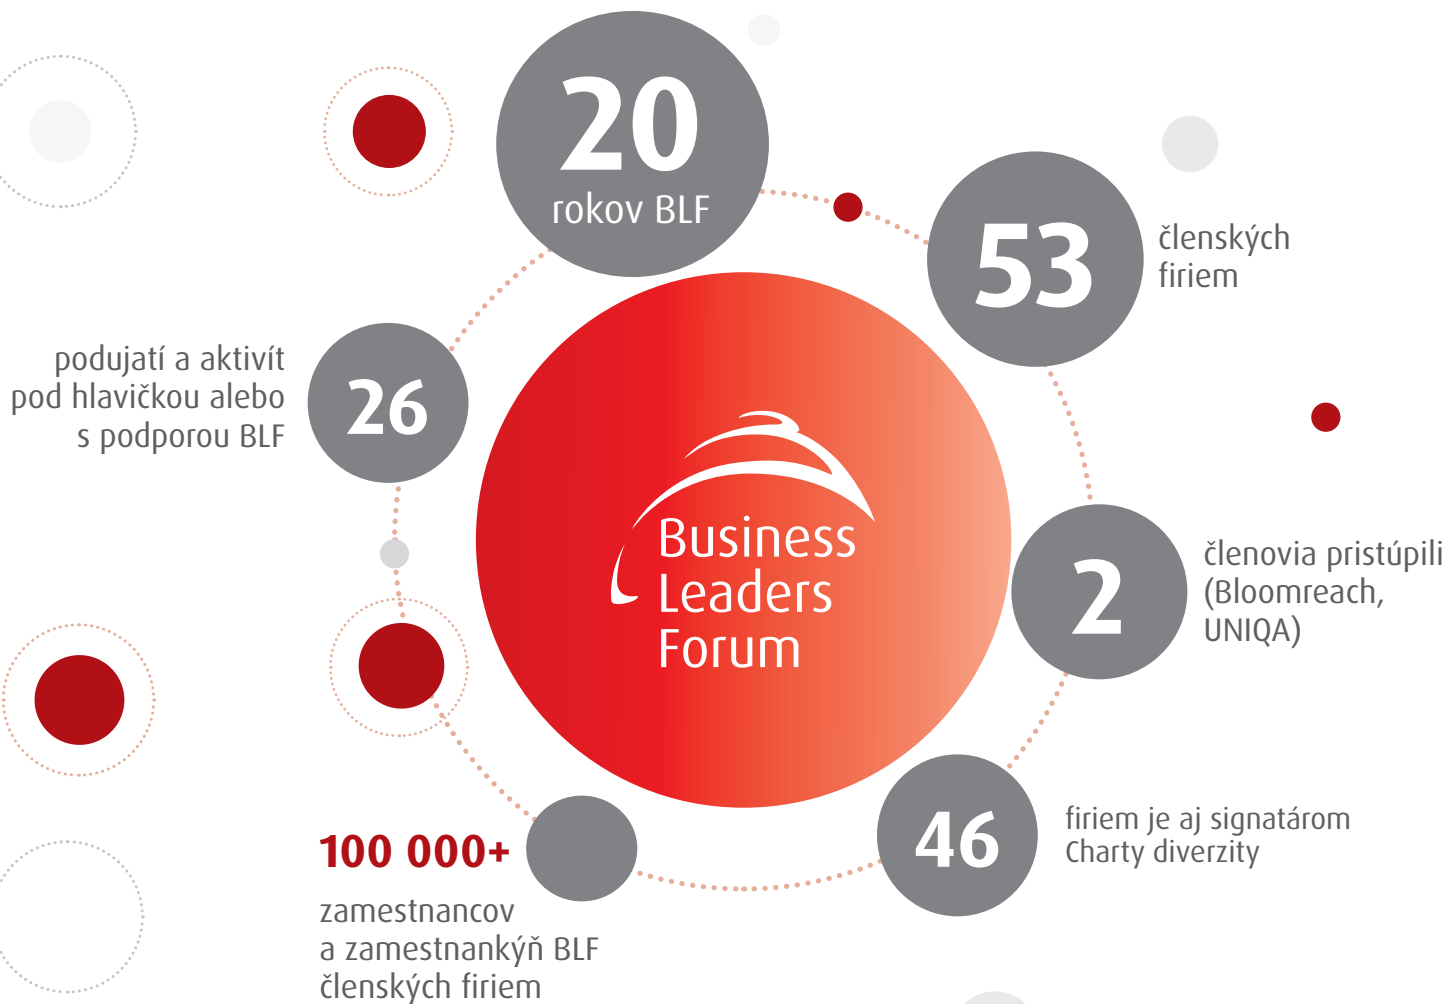 20
rokov BLF
53
členských
firiem
podujatí a aktivít
pod hlavičkou alebo
s podporou BLF
26
Business
Leaders
Forum
2
členovia pristúpili
(Bloomreach,
UNIQA)
46
firiem je aj signatárom
Charty diverzity
100 000+
zamestnancov
a zamestnankýň BLF
členských firiem